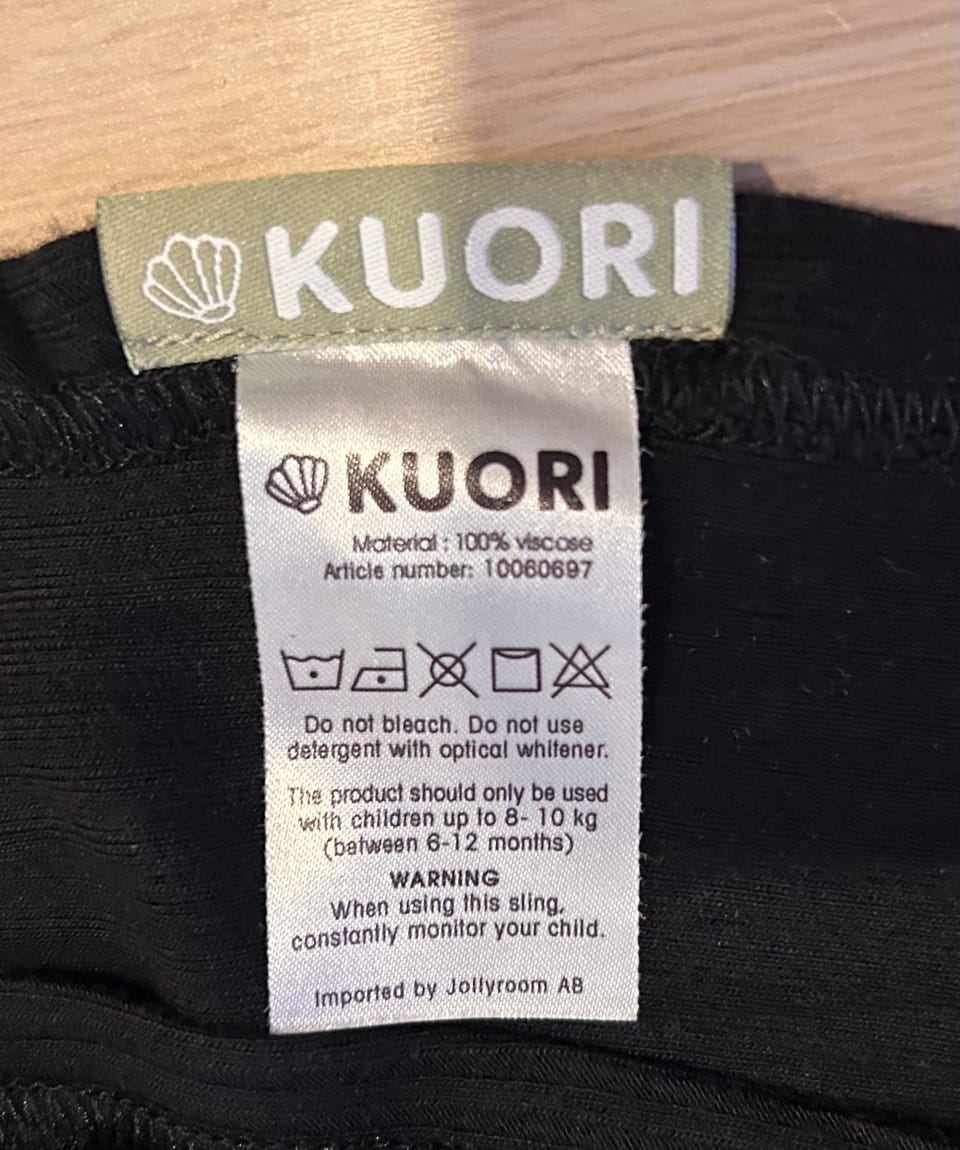 KUORI
KUORI
Material : 100% viscose
Article number: 10060697
Do not bleach. Do not use
detergent with optical whitener.
The product should only be used
with children up to 8- 10 kg
(between 6-12 months)
WARNING
When using this sling,
constantly monitor your child.
Imported by Jollyroom AB